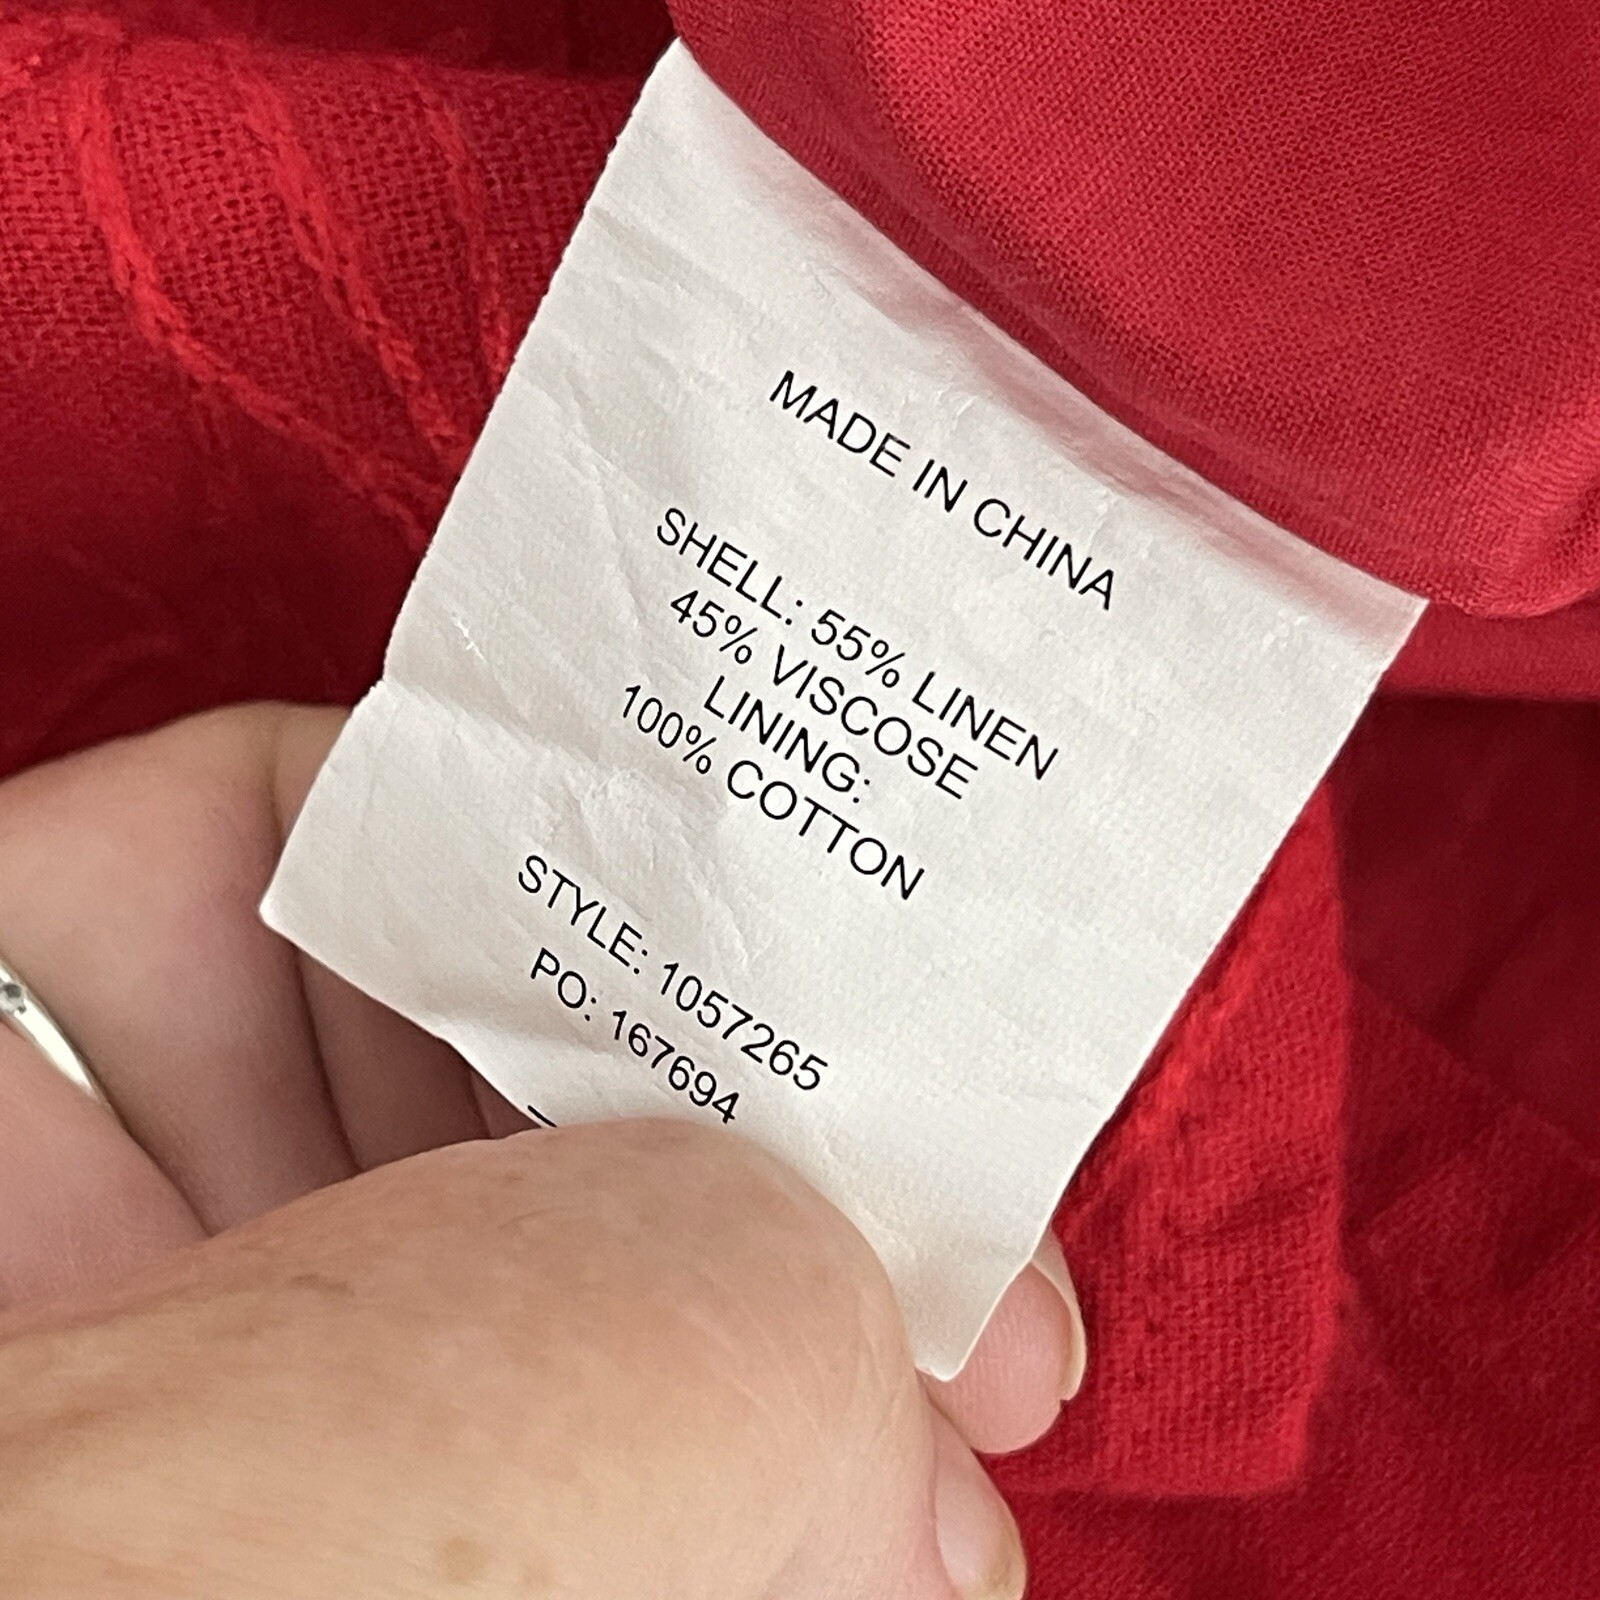 MADE IN CHINA
SHELL: 55% LINEN
45% VISCOSE
LINING:
100% COTTON
STYLE: 1057265
PO: 167694